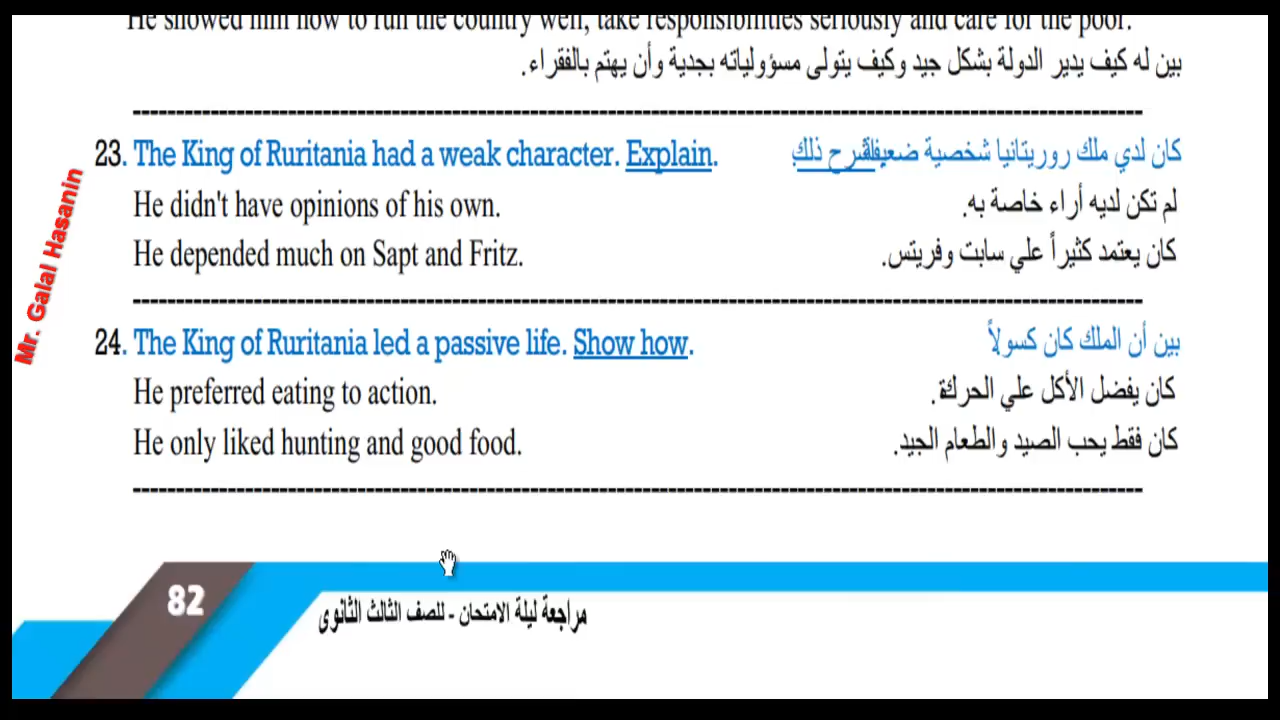 He showed him how to run the country well, take responsibilities seriously and care for the poor.
بين له كيف يدير الدولة بشكل جيد وكيف يتولى مسؤولياته بجدية وأن يهتم بالفقراء.
23. The King of Ruritania had a weak character. Explain. كان لدي ملك روريتانيا شخصية ضعيفة اشرح ذلك.
He didn't have opinions of his own. لم تكن لديه أراء خاصة به.
He depended much on Sapt and Fritz. كان يعتمد كثيراً علي سابت وفريتس.
24. The King of Ruritania led a passive life. Show how. بين أن الملك كان كسولاً
He preferred eating to action. كان يفضل الأكل علي الحركة.
He only liked hunting and good food. كان فقط يحب الصيد والطعام الجيد.
Mr. Galal Hasanin
82
مراجعة ليلة الامتحان - للصف الثالث الثانوى